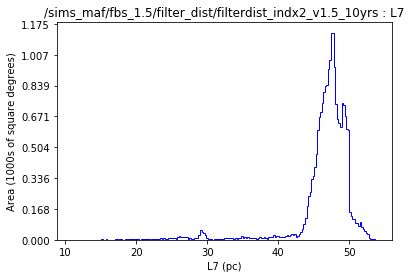 /sims_maf/fbs_1.5/filter_dist/filterdist_indx2_v1.5_10yrs : L7
1.175
1.007
0.839
0.671
0.504
0.336
0.168
0.000
Area (1000s of square degrees)
10 20 30 40 50
L7 (pc)